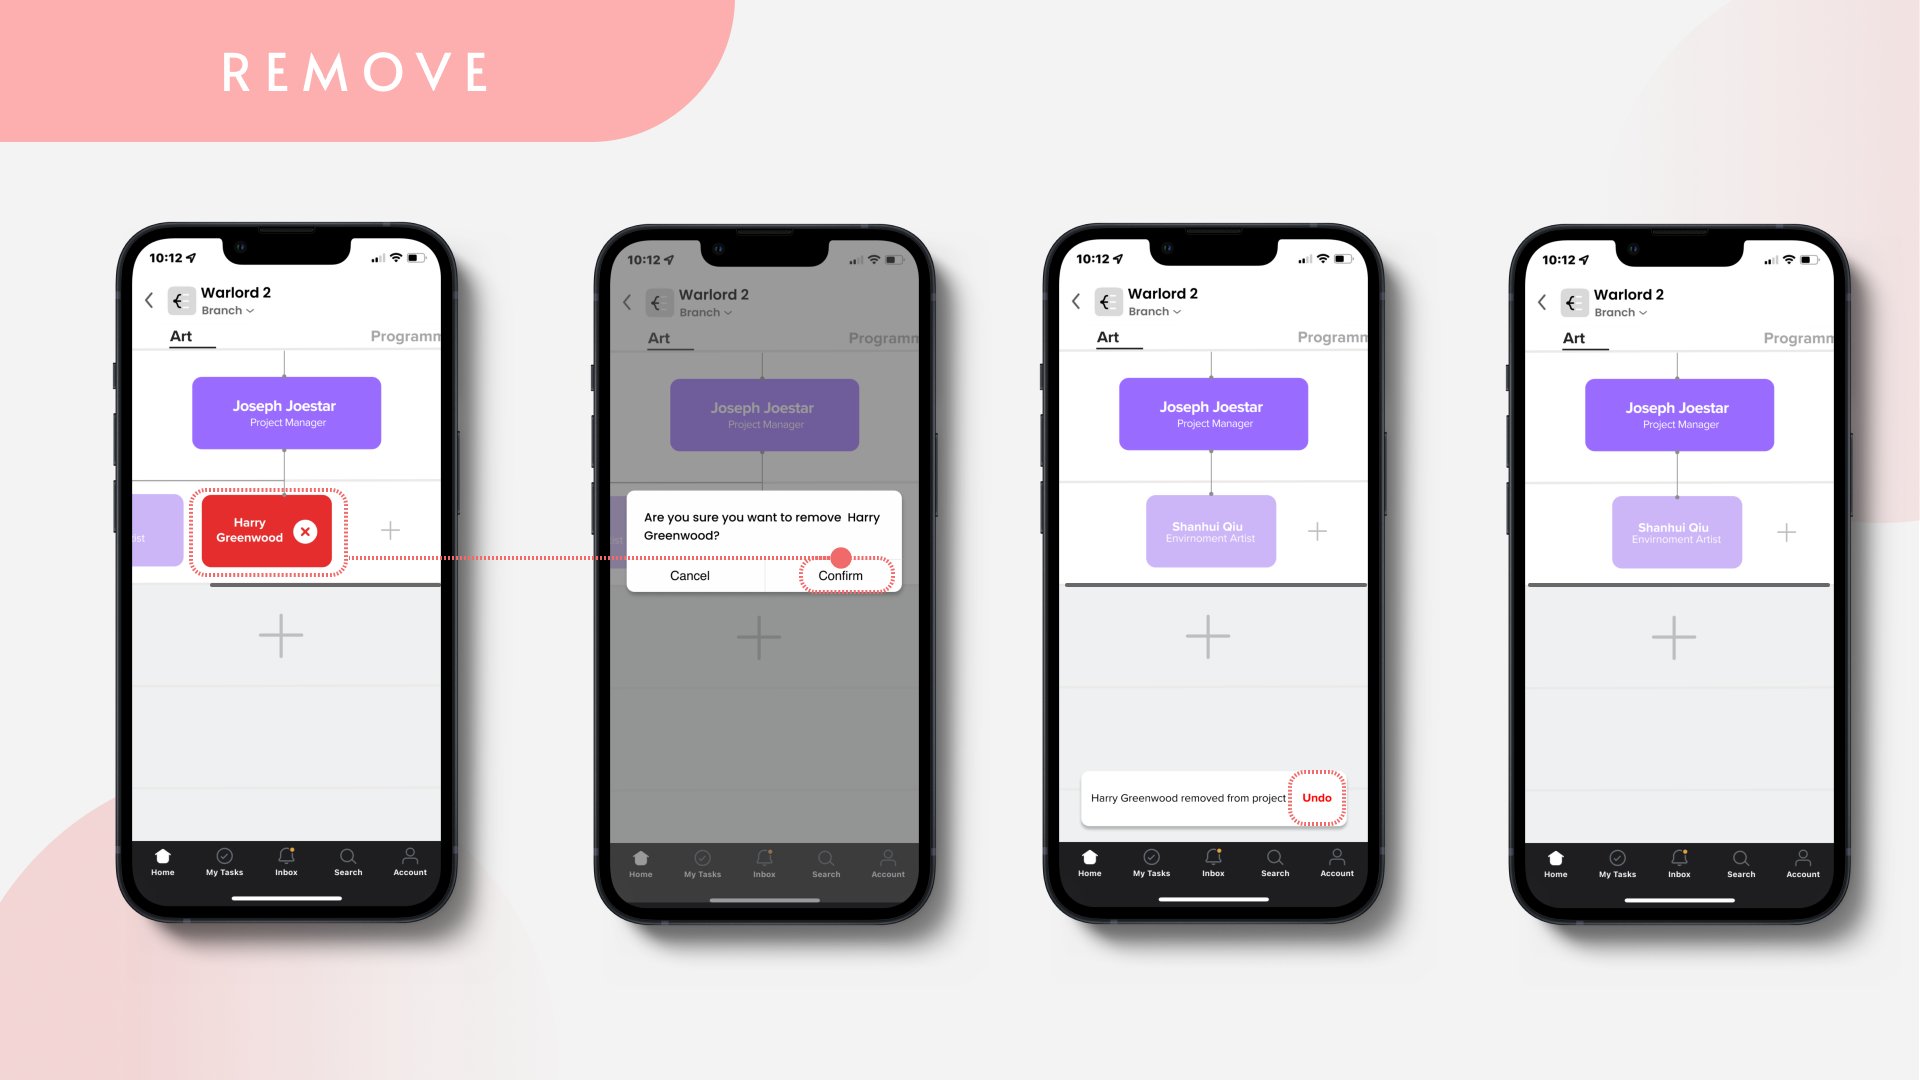 REMOVE
10:12
Warlord 2
Branch
Art
Programm
Joseph Joestar
Project Manager
ist
Harry
Greenwood
Home
My Tasks
Inbox
Search
Account
10:12
Warlord 2
Branch
Art
Programm
Joseph Joestar
Project Manager
ist
Are you sure you want to remove Harry
Greenwood?
Cancel
Confirm
Home
My Tasks
Inbox
Search
Account
10:12
Warlord 2
Branch
Art
Programm
Joseph Joestar
Project Manager
Shanhui Qiu
Envirnoment Artist
Harry Greenwood removed from project
Undo
Home
My Tasks
Inbox
Search
Account
10:12
Warlord 2
Branch
Art
Programm
Joseph Joestar
Project Manager
Shanhui Qiu
Envirnoment Artist
Home
My Tasks
Inbox
Search
Account